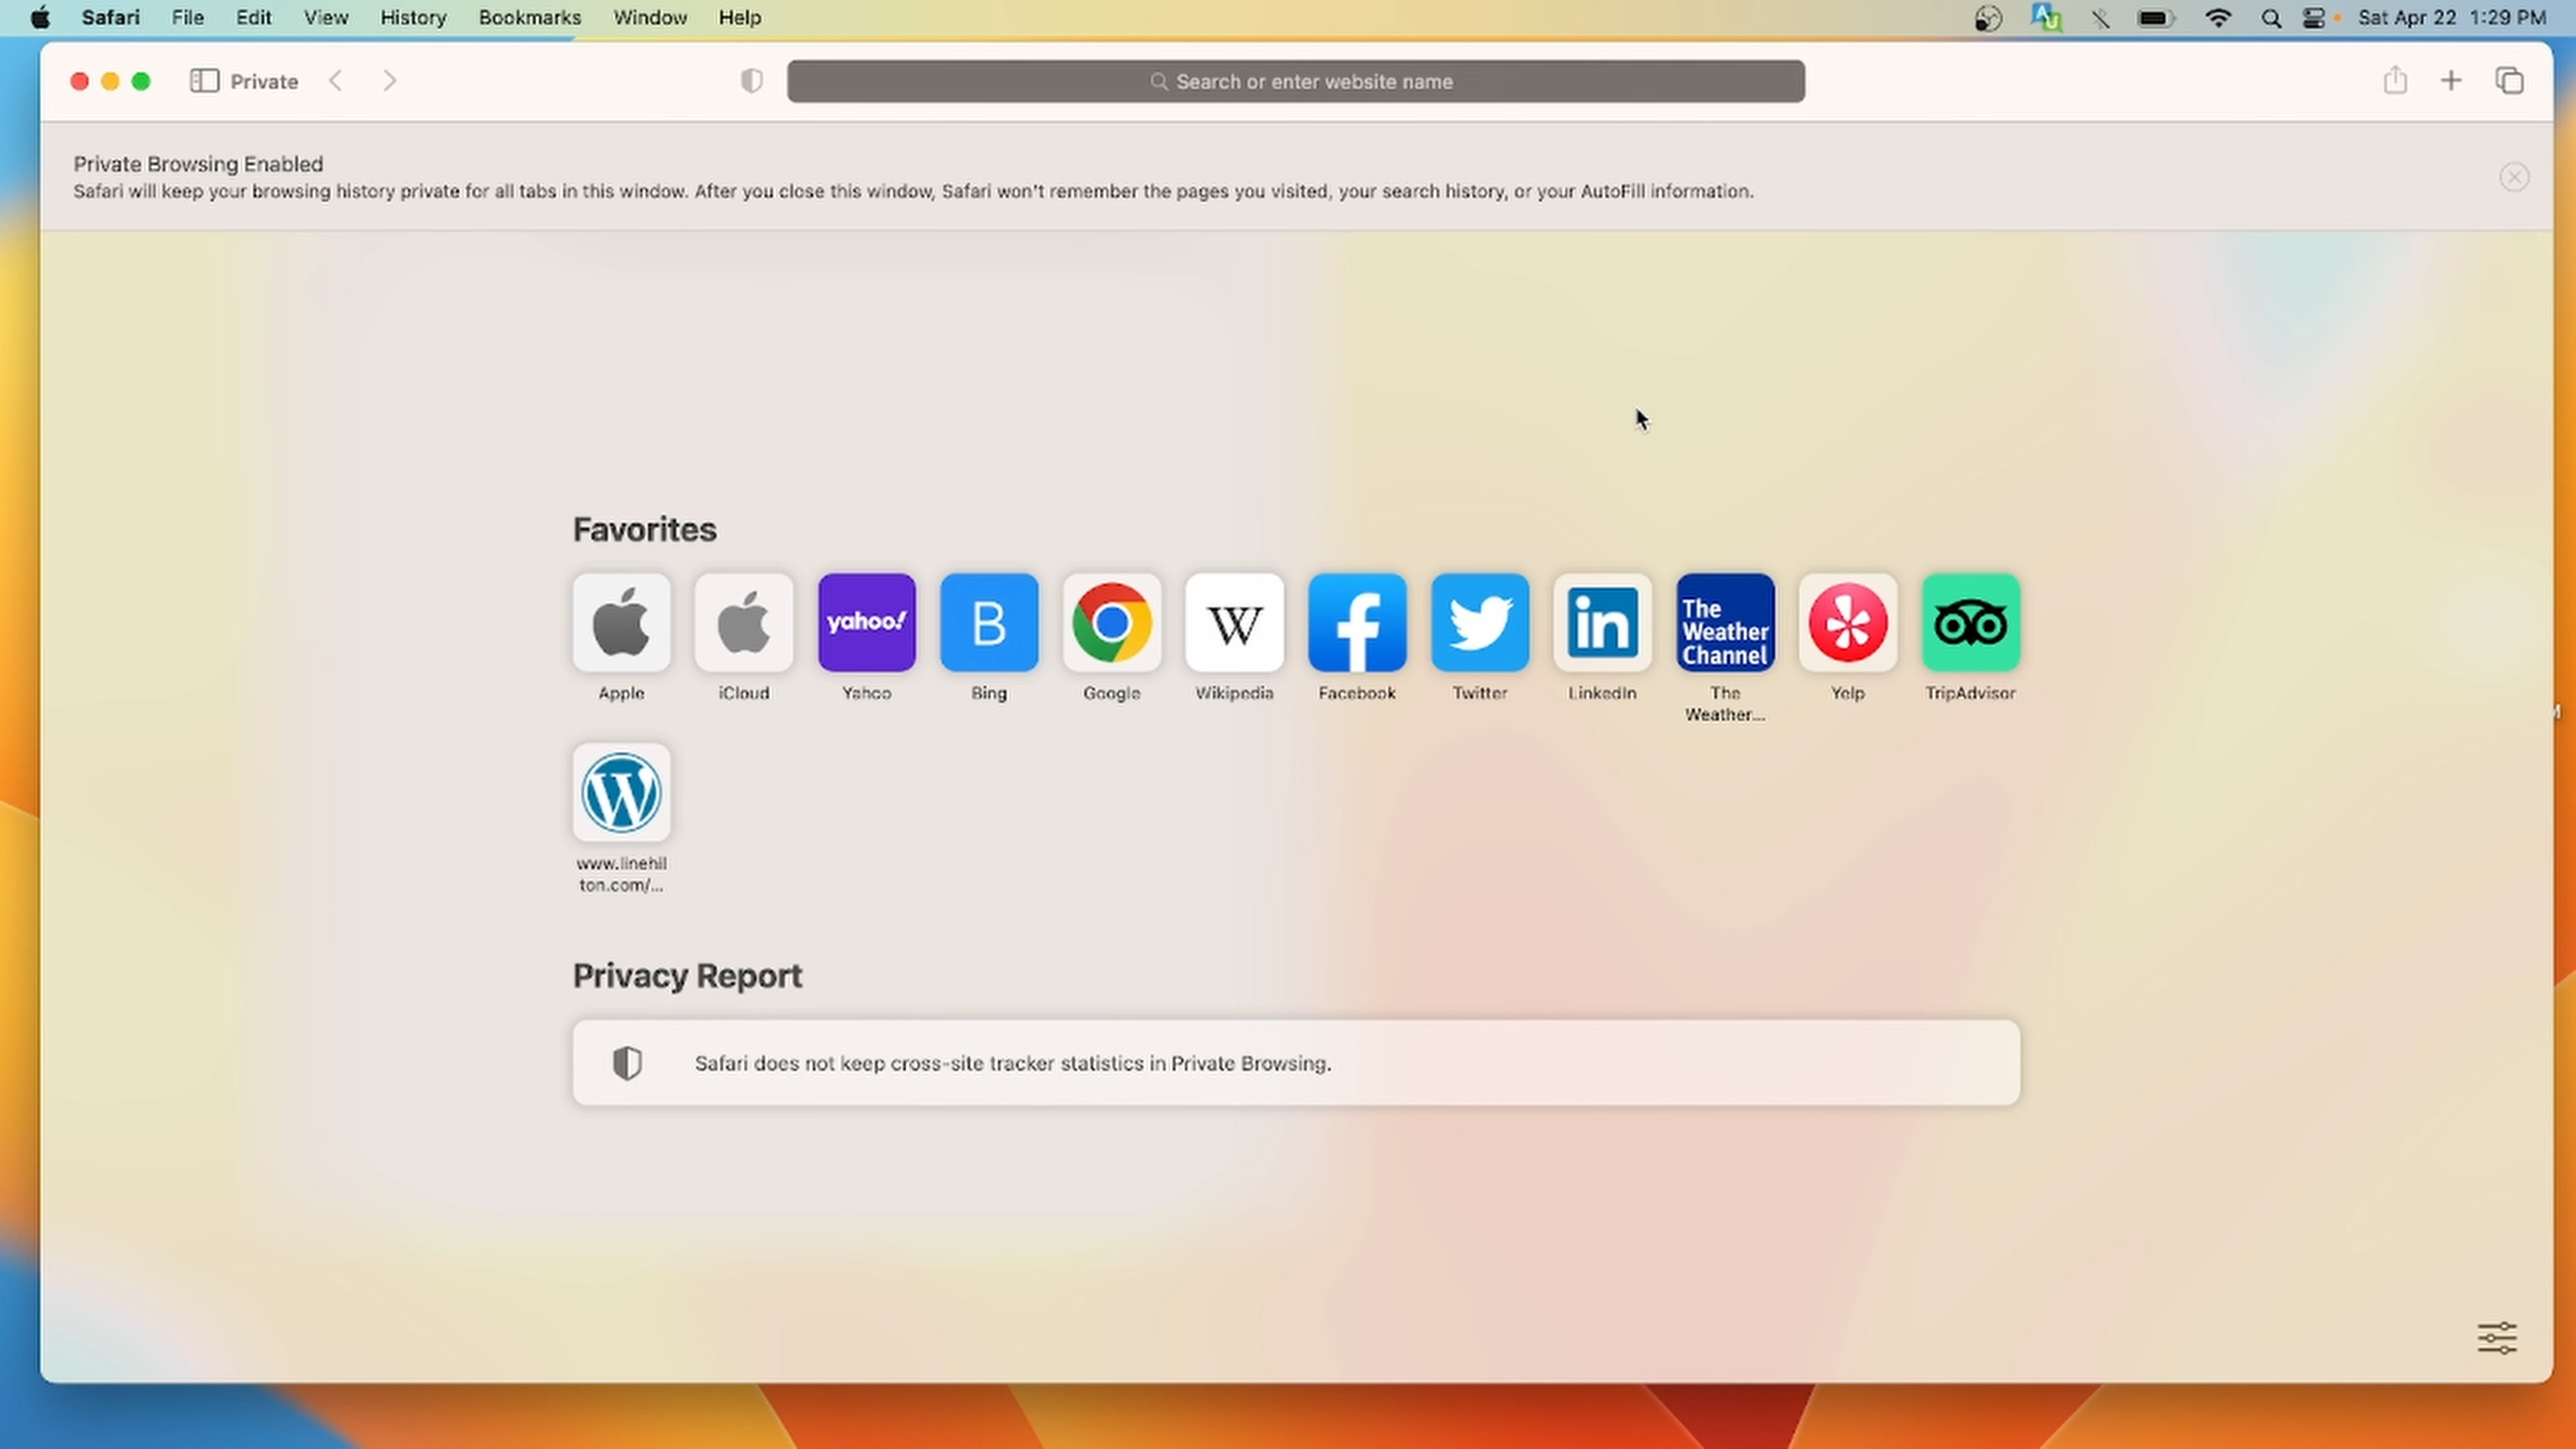 Safari File Edit View History Bookmarks Window Help Sat Apr 22 1:29 PM
Private Search or enter website name
Private Browsing Enabled
Safari will keep your browsing history private for all tabs in this window. After you close this window, Safari won't remember the pages you visited, your search history, or your AutoFill information.
Favorites
yahoo! B W f in The Weather Channel
Apple iCloud Yahoo Bing Google Wikipedia Facebook Twitter LinkedIn The Weather... Yelp TripAdvisor
W
www.linehil
ton.com/...
Privacy Report
Safari does not keep cross-site tracker statistics in Private Browsing.